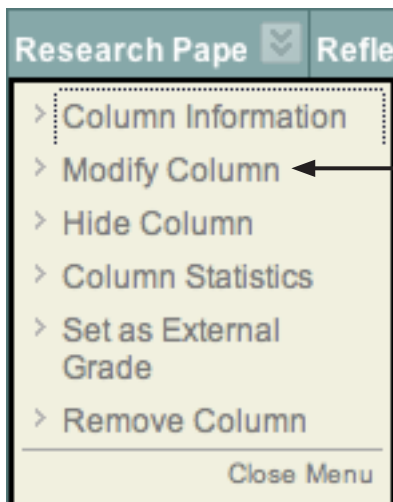 Research Pape Refle
> Column Information
> Modify Column
> Hide Column
> Column Statistics
> Set as External
Grade
> Remove Column
Close Menu